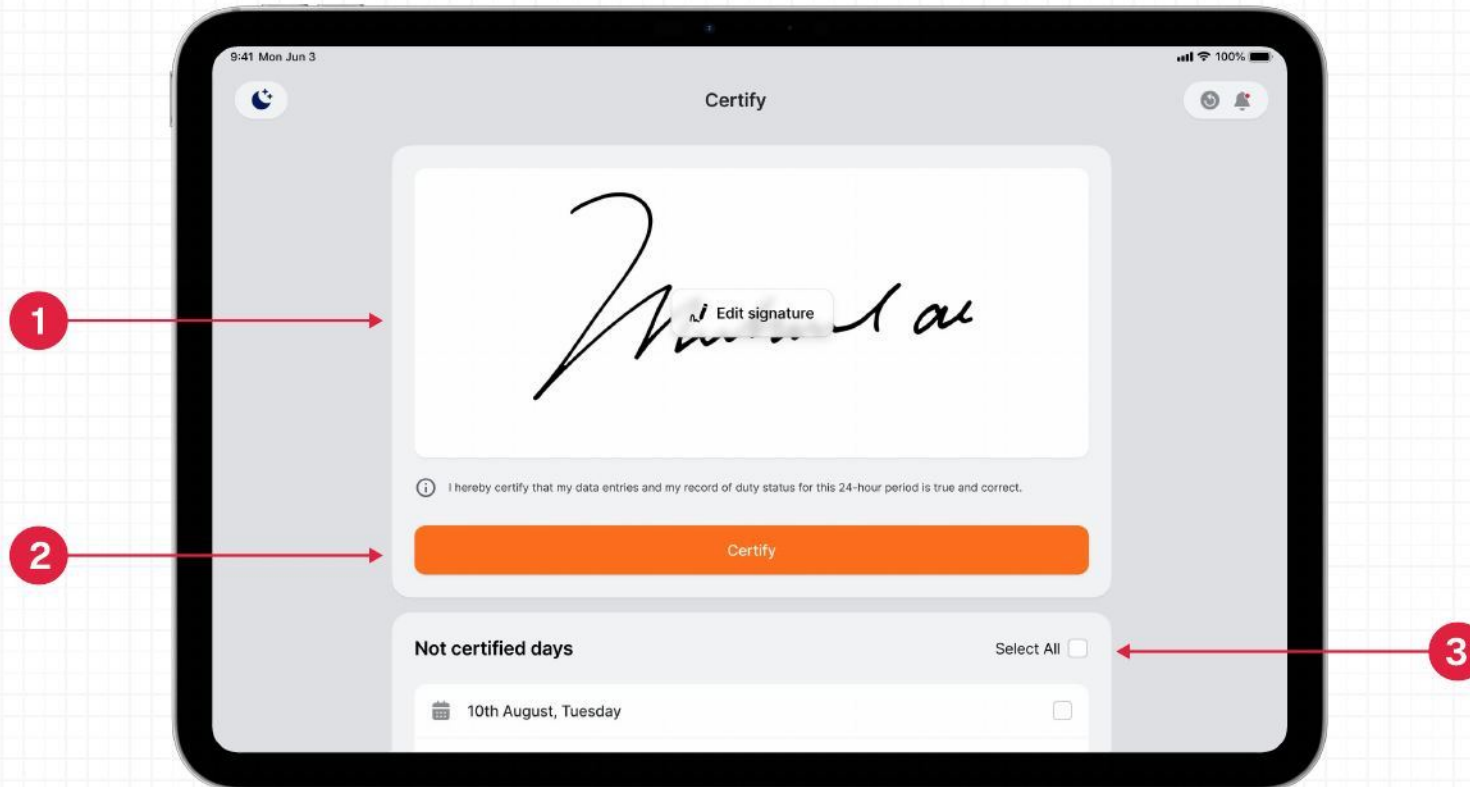 9:41 Mon Jun 3
100%
Certify
Edit signature
1
I hereby certify that my data entries and my record of duty status for this 24-hour period is true and correct.
2
Certify
Not certified days
Select All
3
10th August, Tuesday